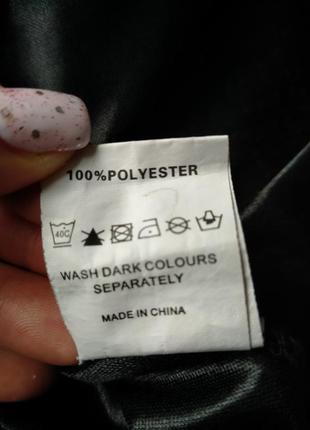 100%POLYESTER
40C
WASH DARK COLOURS
SEPARATELY
MADE IN CHINA